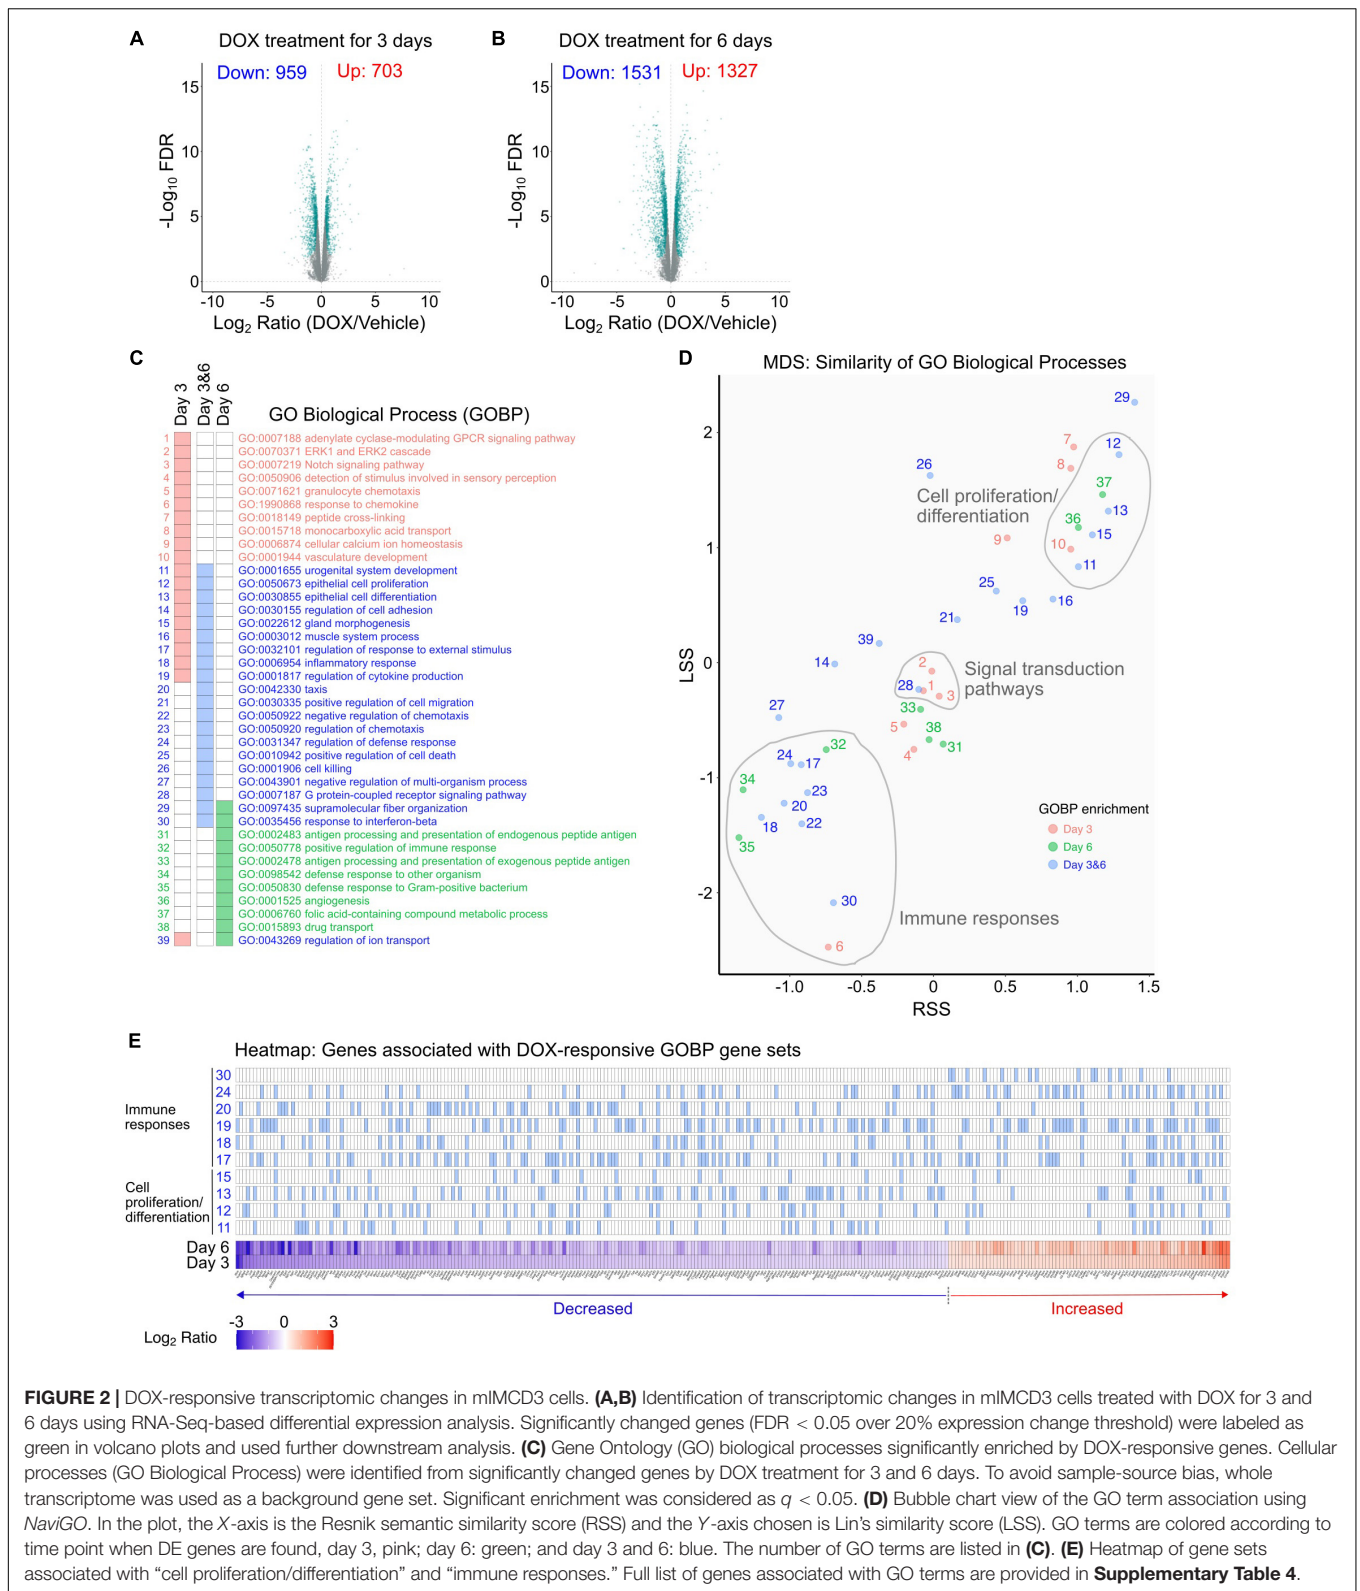 A
DOX treatment for 3 days
Down: 959
Up: 703
15
10
5
0
-Log10 FDR
-10
-5
0
5
10
Log2 Ratio (DOX/Vehicle)
B
DOX treatment for 6 days
Down: 1531
Up: 1327
15
10
5
0
-Log10 FDR
-10
-5
0
5
10
Log2 Ratio (DOX/Vehicle)
C
Day 3
Day 3&6
Day 6
GO Biological Process (GOBP)
1 GO:0007188 adenylate cyclase-modulating GPCR signaling pathway
2 GO:0070371 ERK1 and ERK2 cascade
3 GO:0007219 Notch signaling pathway
4 GO:0050906 detection of stimulus involved in sensory perception
5 GO:0071621 granulocyte chemotaxis
6 GO:1990868 response to chemokine
7 GO:0018149 peptide cross-linking
8 GO:0015718 monocarboxylic acid transport
9 GO:0006874 cellular calcium ion homeostasis
10 GO:0001944 vasculature development
11 GO:0001655 urogenital system development
12 GO:0050673 epithelial cell proliferation
13 GO:0030855 epithelial cell differentiation
14 GO:0030155 regulation of cell adhesion
15 GO:0022612 gland morphogenesis
16 GO:0003012 muscle system process
17 GO:0032101 regulation of response to external stimulus
18 GO:0006954 inflammatory response
19 GO:0001817 regulation of cytokine production
20 GO:0042330 taxis
21 GO:0030335 positive regulation of cell migration
22 GO:0050922 negative regulation of chemotaxis
23 GO:0050920 regulation of chemotaxis
24 GO:0031347 regulation of defense response
25 GO:0010942 positive regulation of cell death
26 GO:0001906 cell killing
27 GO:0043901 negative regulation of multi-organism process
28 GO:0007187 G protein-coupled receptor signaling pathway
29 GO:0097435 supramolecular fiber organization
30 GO:0035456 response to interferon-beta
31 GO:0002483 antigen processing and presentation of endogenous peptide antigen
32 GO:0050778 positive regulation of immune response
33 GO:0002478 antigen processing and presentation of exogenous peptide antigen
34 GO:0098542 defense response to other organism
35 GO:0050830 defense response to Gram-positive bacterium
36 GO:0001525 angiogenesis
37 GO:0006760 folic acid-containing compound metabolic process
38 GO:0015893 drug transport
39 GO:0043269 regulation of ion transport
D
MDS: Similarity of GO Biological Processes
29
7
12
8
26
37
Cell proliferation/
differentiation
13
36
15
9
10
11
25
19
16
21
39
14
2
Signal transduction
pathways
28
1
3
33
27
5
38
31
4
32
24
17
34
23
20
18
22
35
30
Immune responses
6
GOBP enrichment
Day 3
Day 6
Day 3&6
2
1
0
-1
-2
LSS
-1.0
-0.5
0
0.5
1.0
1.5
RSS
E
Heatmap: Genes associated with DOX-responsive GOBP gene sets
Immune
responses
30
24
20
19
18
17
Cell
proliferation/
differentiation
15
13
12
11
Day 6
Day 3
Decreased
Increased
Log2 Ratio
-3
0
3
FIGURE 2 | DOX-responsive transcriptomic changes in mIMCD3 cells. (A,B) Identification of transcriptomic changes in mIMCD3 cells treated with DOX for 3 and
6 days using RNA-Seq-based differential expression analysis. Significantly changed genes (FDR < 0.05 over 20% expression change threshold) were labeled as
green in volcano plots and used further downstream analysis. (C) Gene Ontology (GO) biological processes significantly enriched by DOX-responsive genes. Cellular
processes (GO Biological Process) were identified from significantly changed genes by DOX treatment for 3 and 6 days. To avoid sample-source bias, whole
transcriptome was used as a background gene set. Significant enrichment was considered as q < 0.05. (D) Bubble chart view of the GO term association using
NaviGO. In the plot, the X-axis is the Resnik semantic similarity score (RSS) and the Y-axis chosen is Lin's similarity score (LSS). GO terms are colored according to
time point when DE genes are found, day 3, pink; day 6: green; and day 3 and 6: blue. The number of GO terms are listed in (C). (E) Heatmap of gene sets
associated with "cell proliferation/differentiation" and "immune responses." Full list of genes associated with GO terms are provided in Supplementary Table 4.